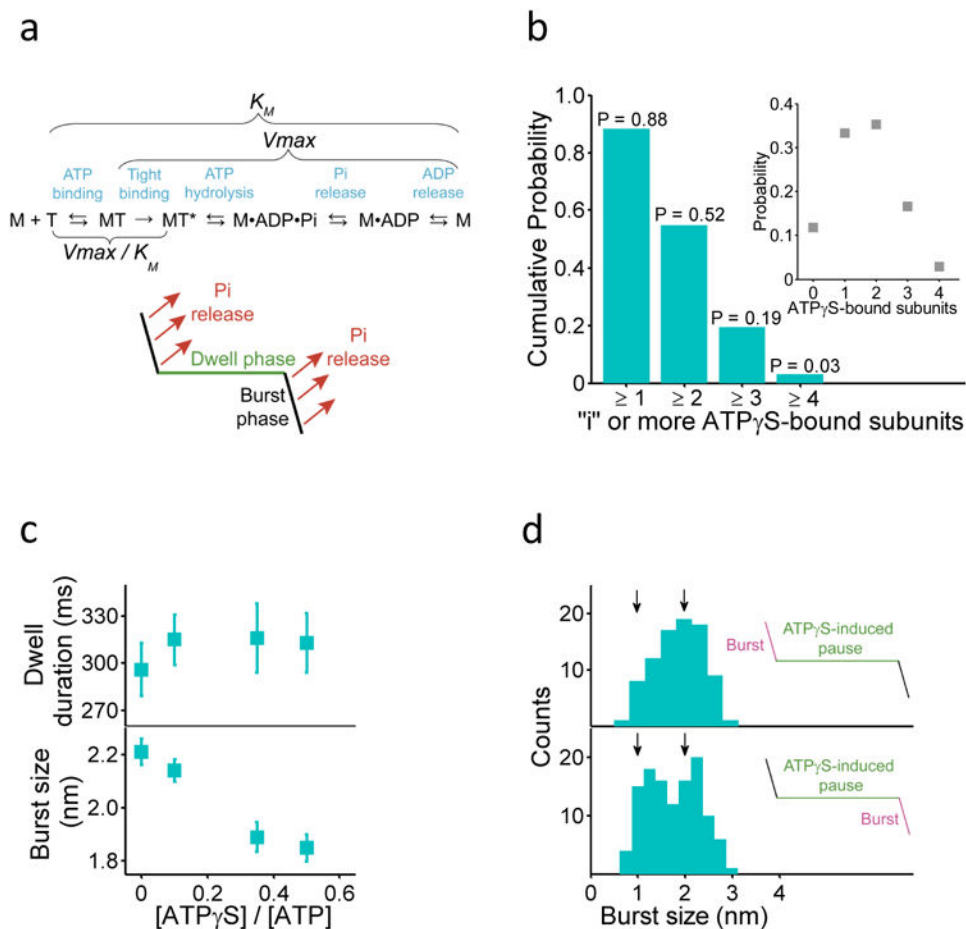 a
K_M
Vmax
ATP binding
Tight binding
ATP hydrolysis
Pi release
ADP release
M + T ⇆ MT → MT* ⇆ M•ADP•Pi ⇆ M•ADP ⇆ M
Vmax / K_M
Pi release
Dwell phase
Pi release
Burst phase
b
Cumulative Probability
1.0
0.8
0.6
0.4
0.2
0
P = 0.88
P = 0.52
P = 0.19
P = 0.03
≥ 1
≥ 2
≥ 3
≥ 4
"i" or more ATPγS-bound subunits
Probability
0.4
0.3
0.2
0.1
0
0
1
2
3
4
ATPγS-bound subunits
c
Dwell duration (ms)
330
300
270
Burst size (nm)
2.2
2.0
1.8
0
0.2
0.4
0.6
[ATPγS] / [ATP]
d
Counts
20
10
Burst
ATPγS-induced pause
20
10
ATPγS-induced pause
Burst
0
1
2
3
4
Burst size (nm)